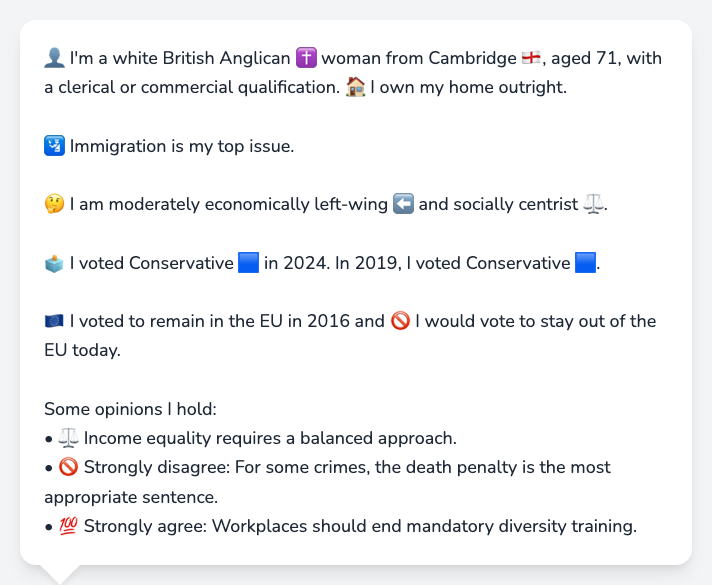 👤 I'm a white British Anglican ✝️ woman from Cambridge 🏴󠁧󠁢󠁥󠁮󠁧󠁿, aged 71, with
a clerical or commercial qualification. 🏠 I own my home outright.
🛂 Immigration is my top issue.
🤔 I am moderately economically left-wing ⬅️ and socially centrist ⚖️.
🗳️ I voted Conservative 🟦 in 2024. In 2019, I voted Conservative 🟦.
🇪🇺 I voted to remain in the EU in 2016 and 🚫 I would vote to stay out of the
EU today.
Some opinions I hold:
• ⚖️ Income equality requires a balanced approach.
• 🚫 Strongly disagree: For some crimes, the death penalty is the most
appropriate sentence.
• 💯 Strongly agree: Workplaces should end mandatory diversity training.